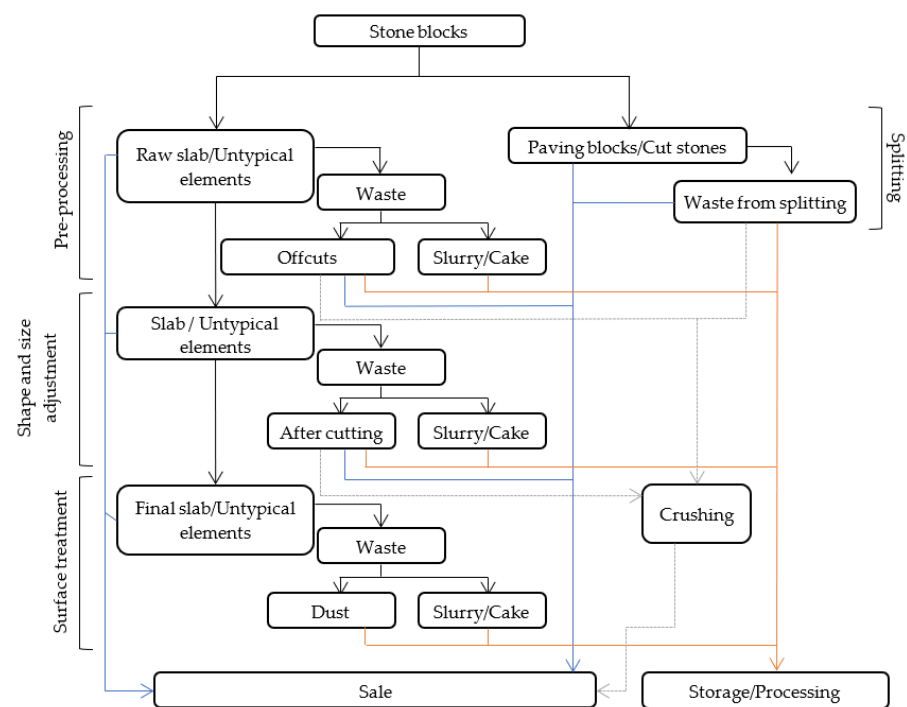 Stone blocks
Pre-processing
Raw slab/Untypical
elements
Paving blocks/Cut stones
Splitting
Waste
Waste from splitting
Offcuts
Slurry/Cake
Shape and size
adjustment
Slab / Untypical
elements
Waste
After cutting
Slurry/Cake
Surface treatment
Final slab/Untypical
elements
Crushing
Waste
Dust
Slurry/Cake
Sale
Storage/Processing